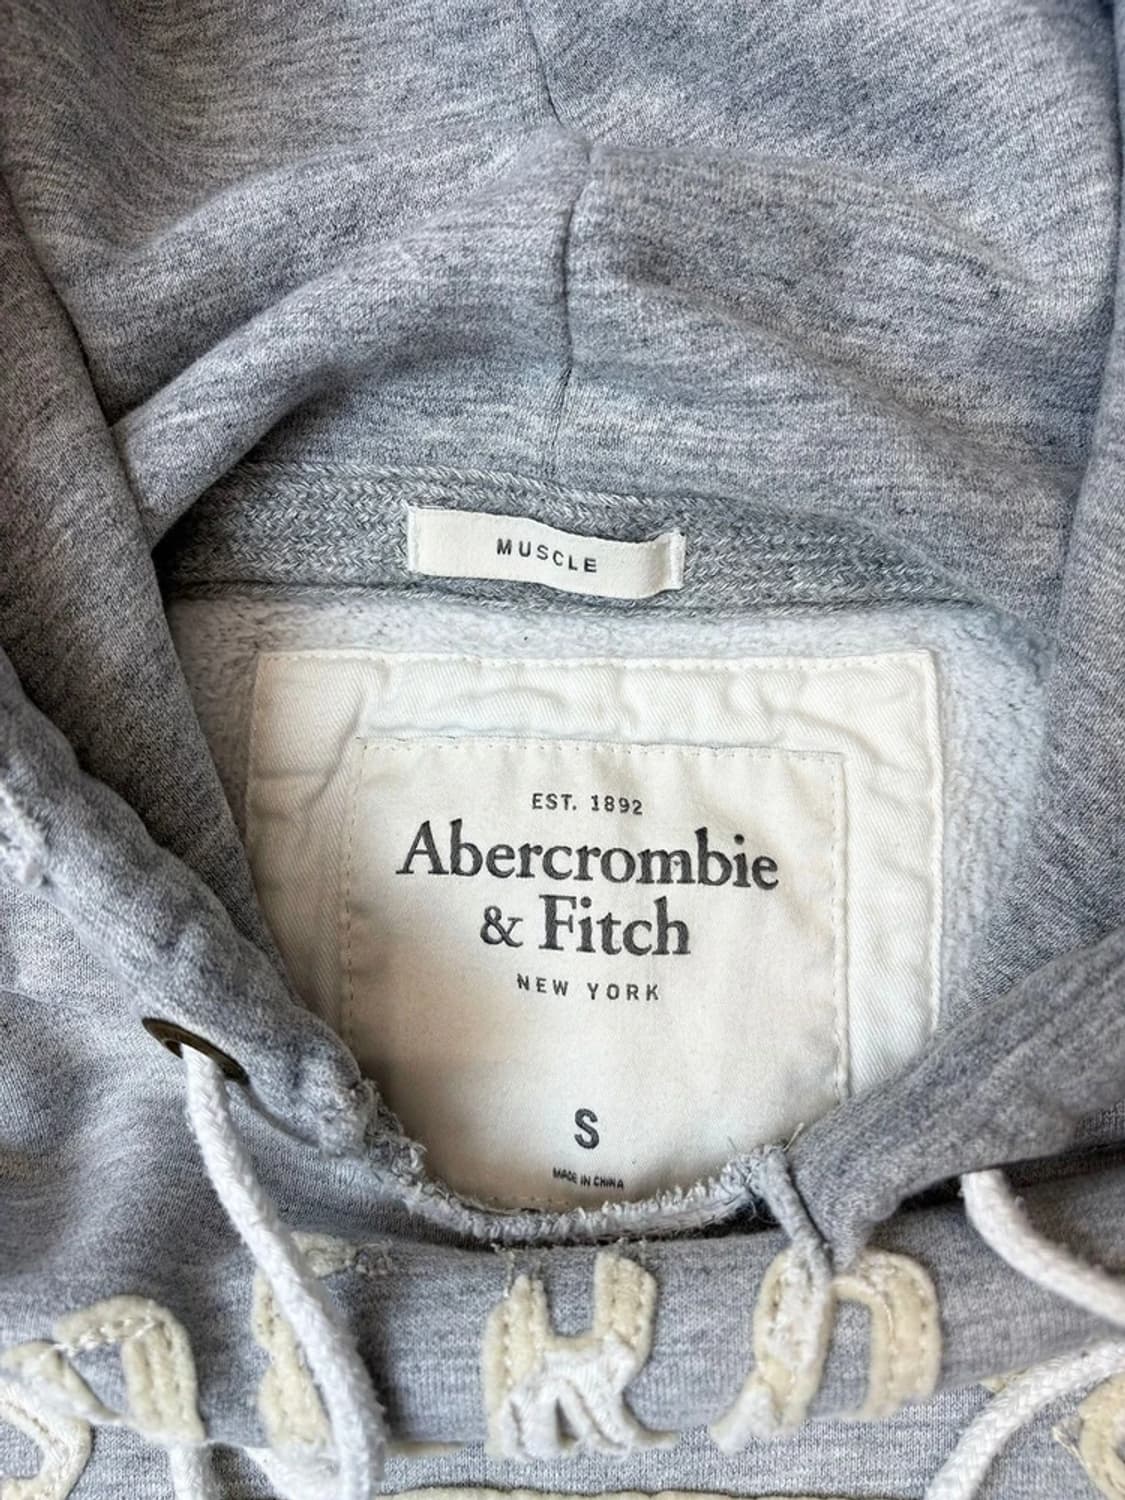 MUSCLE
EST. 1892
Abercrombie
& Fitch
NEW YORK
S
MADE IN CHINA